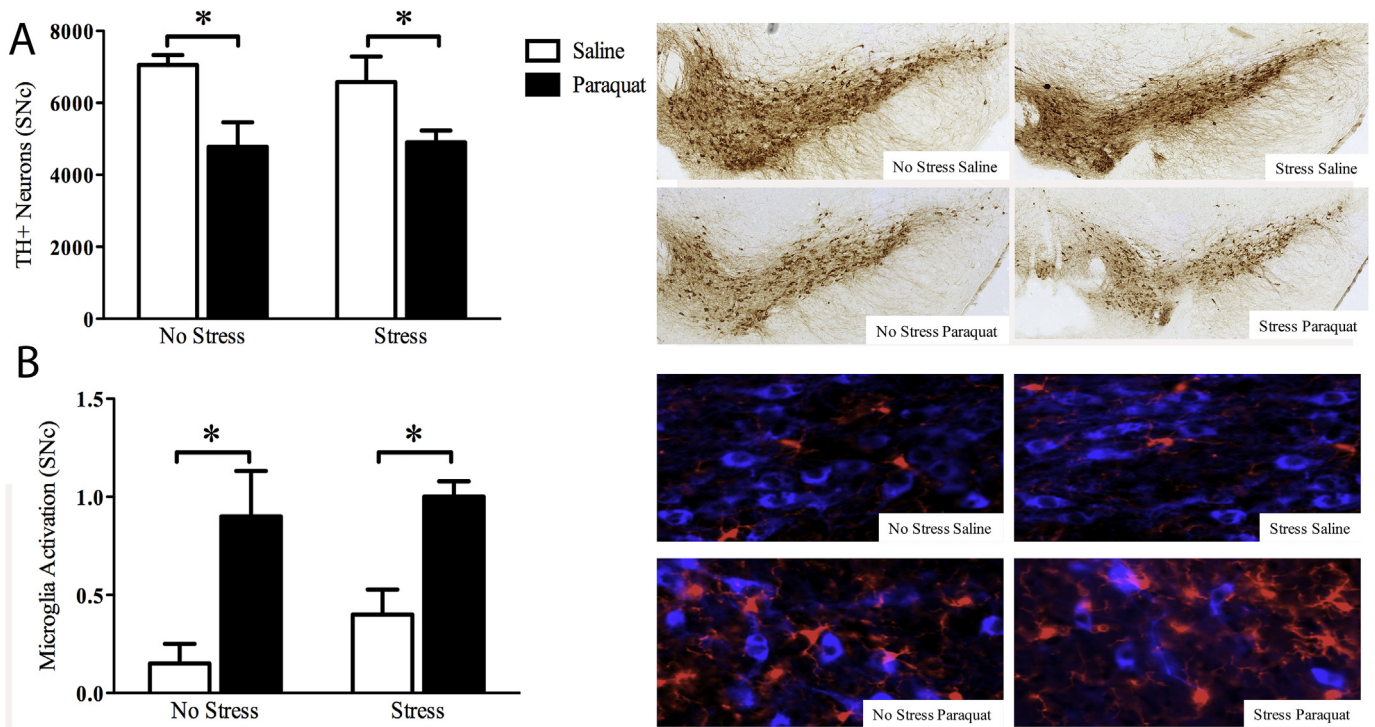 A
8000
6000
4000
2000
0
TH+ Neurons (SNc)
*
*
No Stress
Stress
Saline
Paraquat
No Stress Saline
Stress Saline
No Stress Paraquat
Stress Paraquat
B
1.5
1.0
0.5
0.0
Microglia Activation (SNc)
*
*
No Stress
Stress
No Stress Saline
Stress Saline
No Stress Paraquat
Stress Paraquat